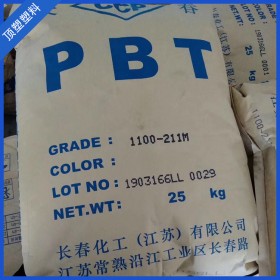 顶塑塑料
CCP
PBT
GRADE: 1100-211M
COLOR:
LOT NO: 1903166LL 0029
NET.WT: 25 kg
长春化工（江苏）有限公司
江苏常熟沿江工业区长春路